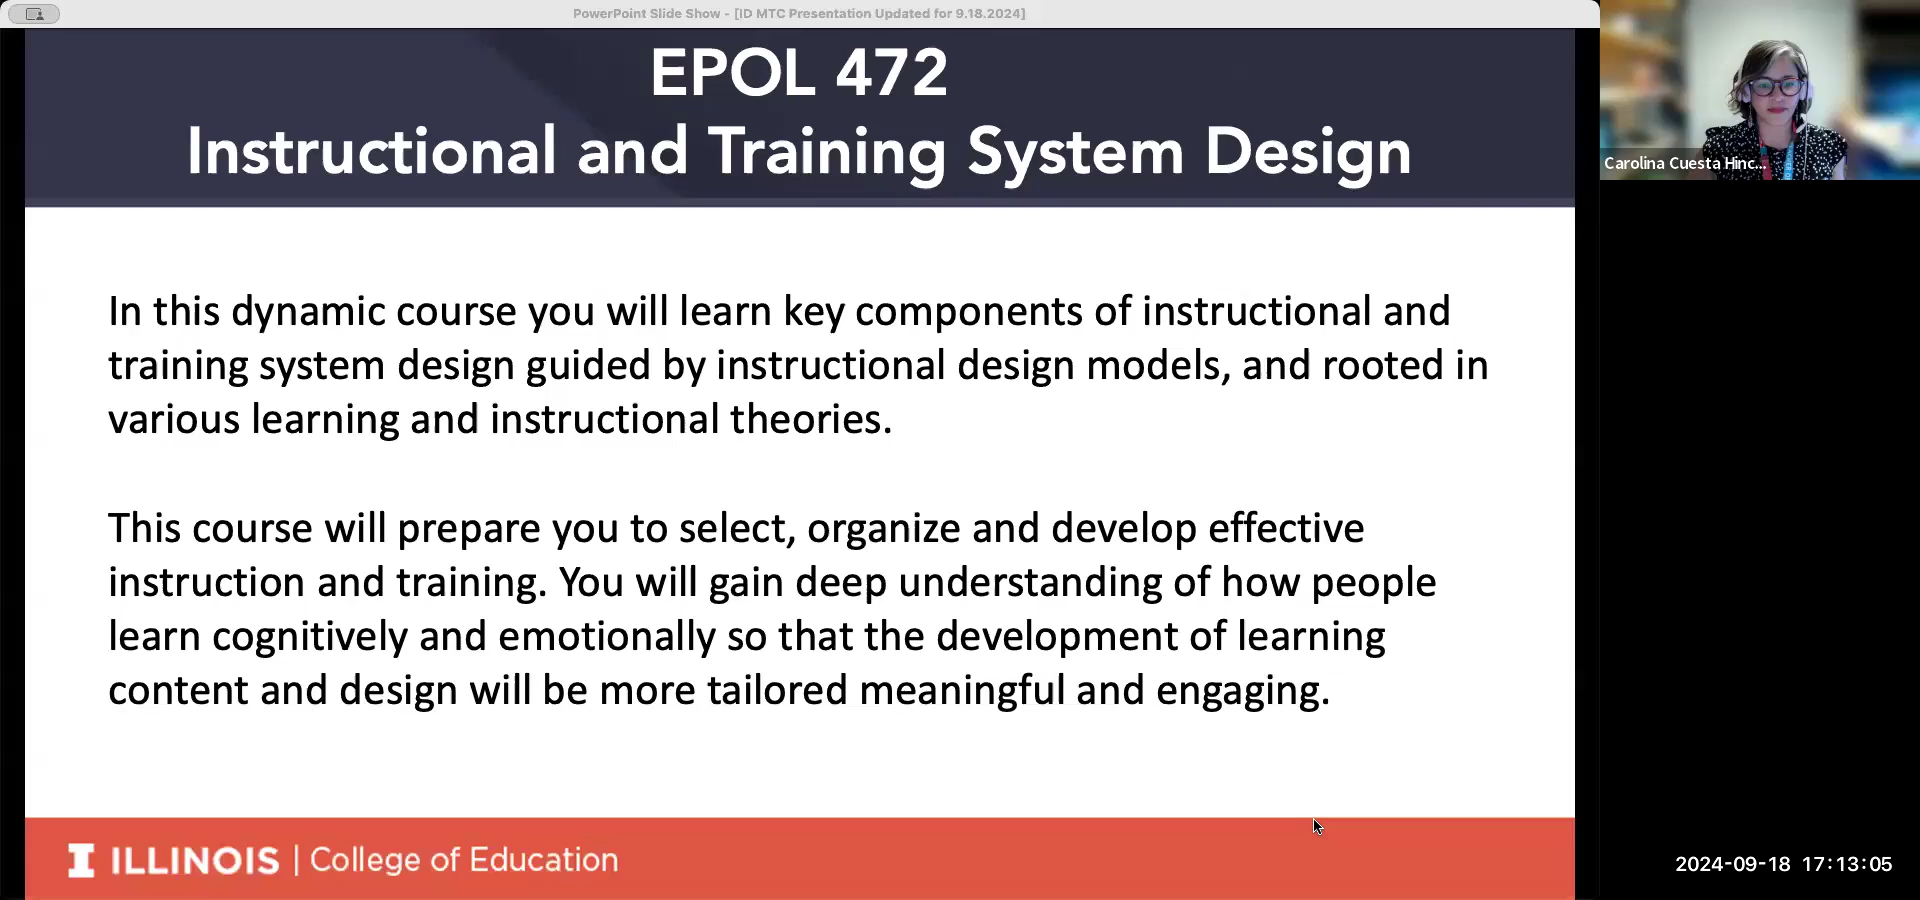 PowerPoint Slide Show - [ID MTC Presentation Updated for 9.18.2024]
EPOL 472
Instructional and Training System Design
Carolina Cuesta Hinc...
In this dynamic course you will learn key components of instructional and
training system design guided by instructional design models, and rooted in
various learning and instructional theories.
This course will prepare you to select, organize and develop effective
instruction and training. You will gain deep understanding of how people
learn cognitively and emotionally so that the development of learning
content and design will be more tailored meaningful and engaging.
I ILLINOIS | College of Education
2024-09-18 17:13:05